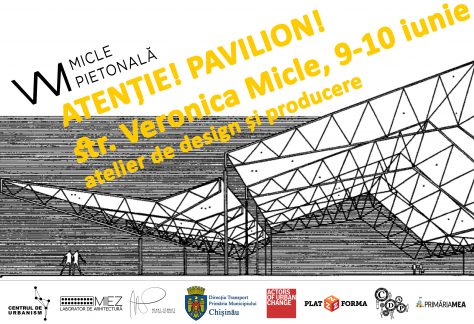 MICLE
PIETONALĂ
ATENȚIE! PAVILION!
str. Veronica Micle, 9-10 iunie
atelier de design și producere
CENTRUL DE
URBANISM
MIEZ
LABORATOR DE ARHITECTURĂ
Direcția Transport
Primăria Municipiului
Chișinău
ACTORS
OF URBAN
CHANGE
PLATFORMA
PRIMĂRIAMEA